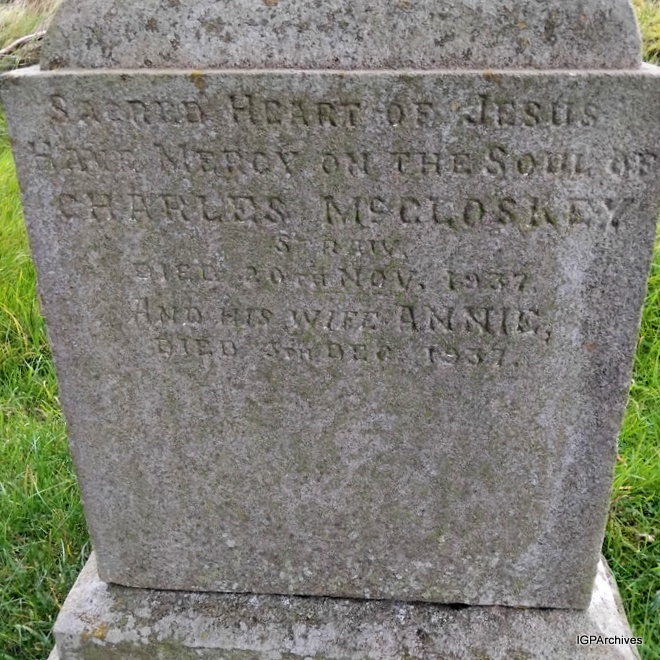 Sacred Heart of Jesus
Have Mercy on the Soul of
CHARLES McCLOSKEY
STRAW,
DIED 20TH NOV. 1937.
AND HIS WIFE ANNIE,
DIED 5TH DEC. 1937.
IGPArchives